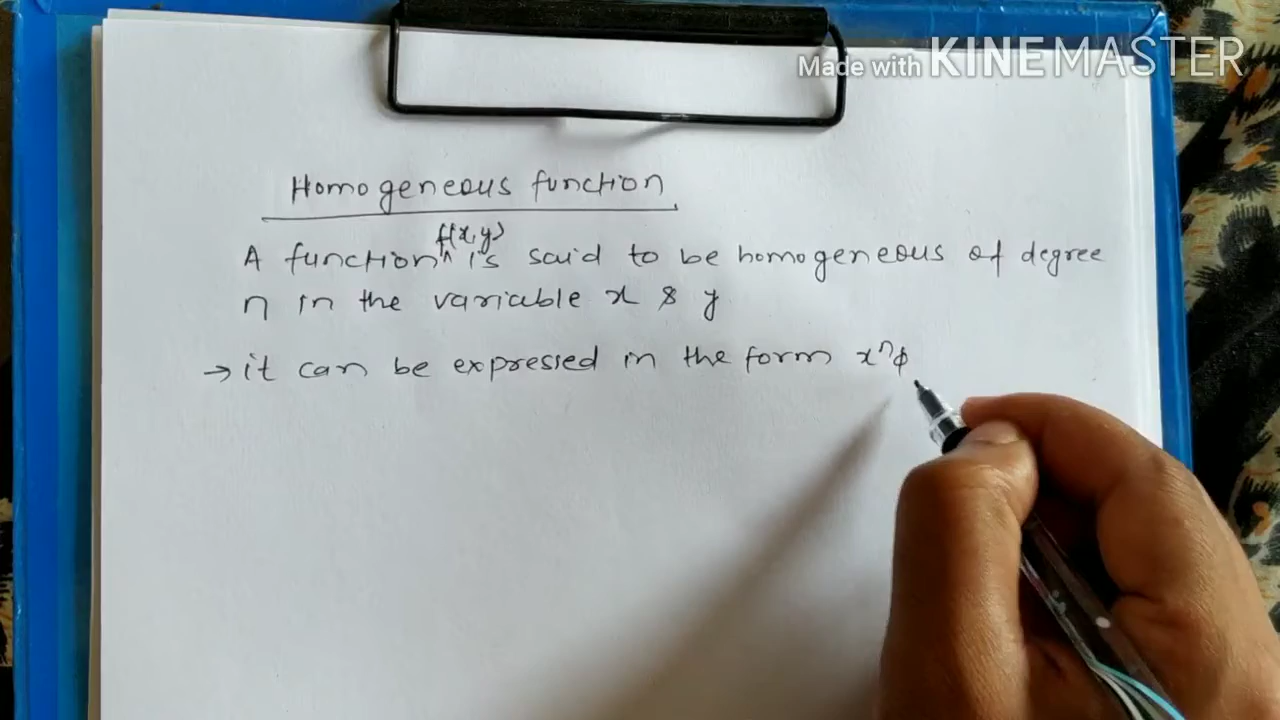 Made with KINEMASTER
Homogeneous function
f(x,y)
A function ^ is said to be homogeneous of degree
n in the variable x & y
→ it can be expressed in the form xⁿϕ